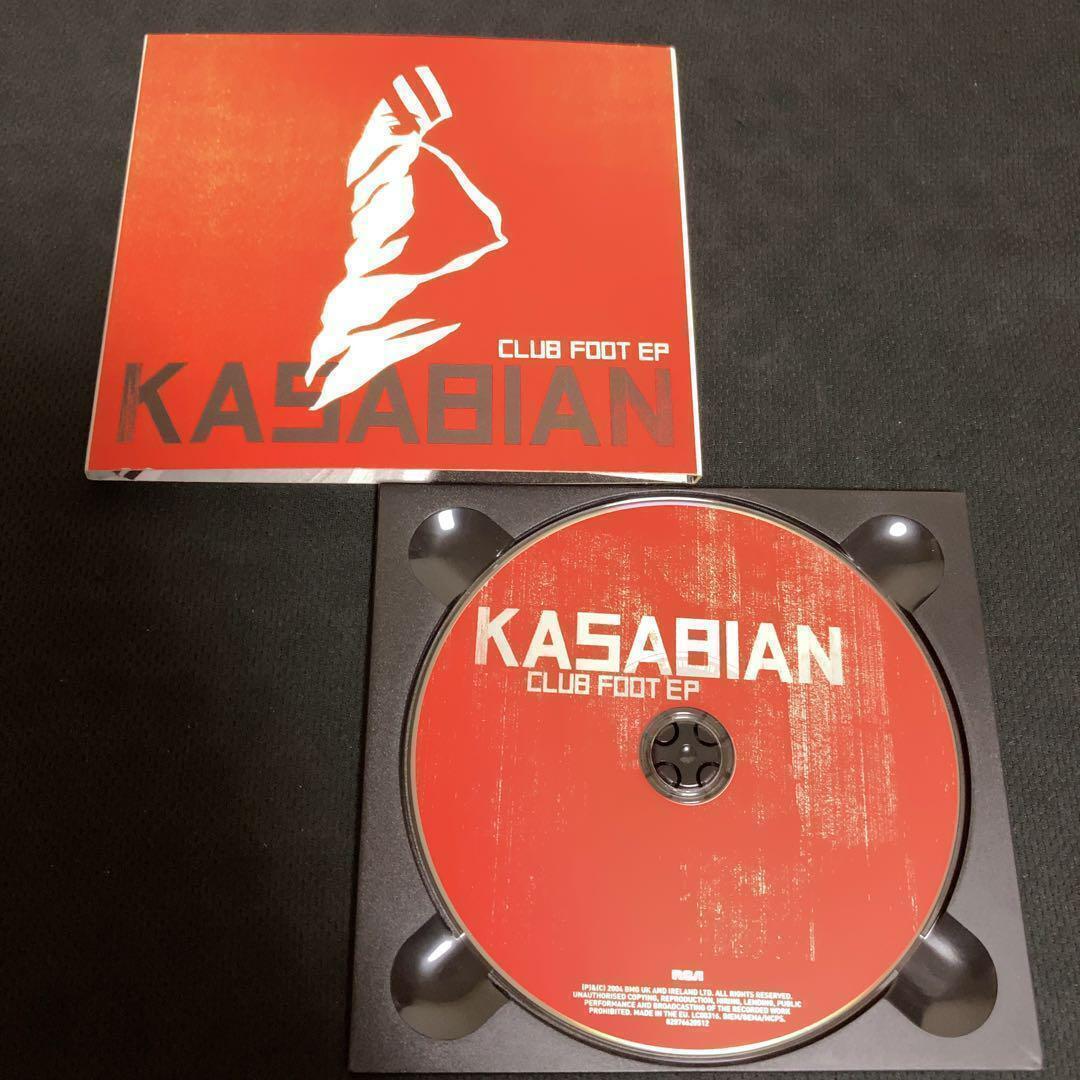 CLUB FOOT EP
KASABIAN
KASABIAN
CLUB FOOT EP
RCA
(P)&(C) 2004 BMG UK AND IRELAND LTD. ALL RIGHTS RESERVED.
UNAUTHORISED COPYING, REPRODUCTION, HIRING, LENDING, PUBLIC
PERFORMANCE AND BROADCASTING OF THE RECORDED WORK
PROHIBITED. MADE IN THE EU. LC00316. BIEM/GEMA/MCPS.
82876620512